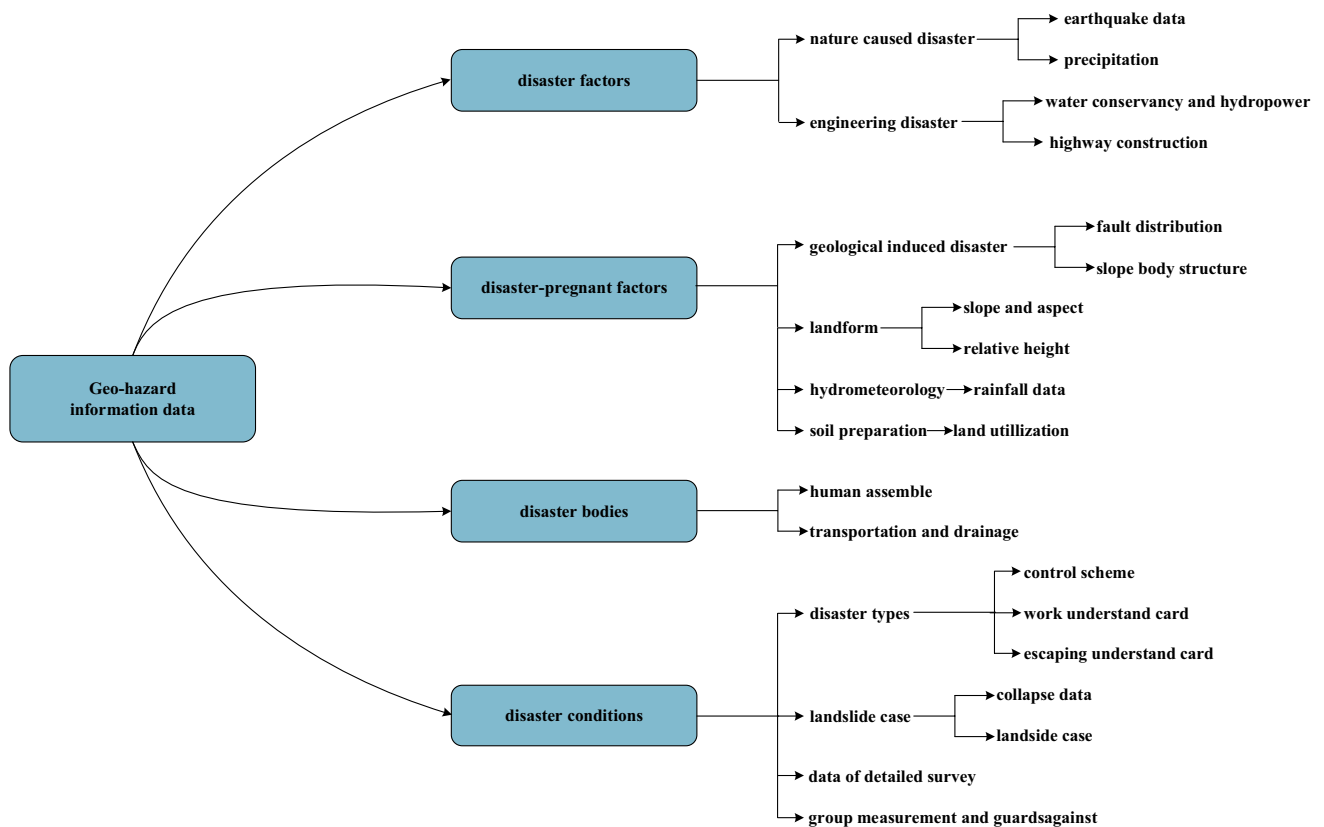 Geo-hazard
information data
disaster factors
nature caused disaster
earthquake data
precipitation
engineering disaster
water conservancy and hydropower
highway construction
disaster-pregnant factors
geological induced disaster
fault distribution
slope body structure
landform
slope and aspect
relative height
hydrometeorology
rainfall data
soil preparation
land utillization
disaster bodies
human assemble
transportation and drainage
disaster conditions
disaster types
control scheme
work understand card
escaping understand card
landslide case
collapse data
landside case
data of detailed survey
group measurement and guardsagainst